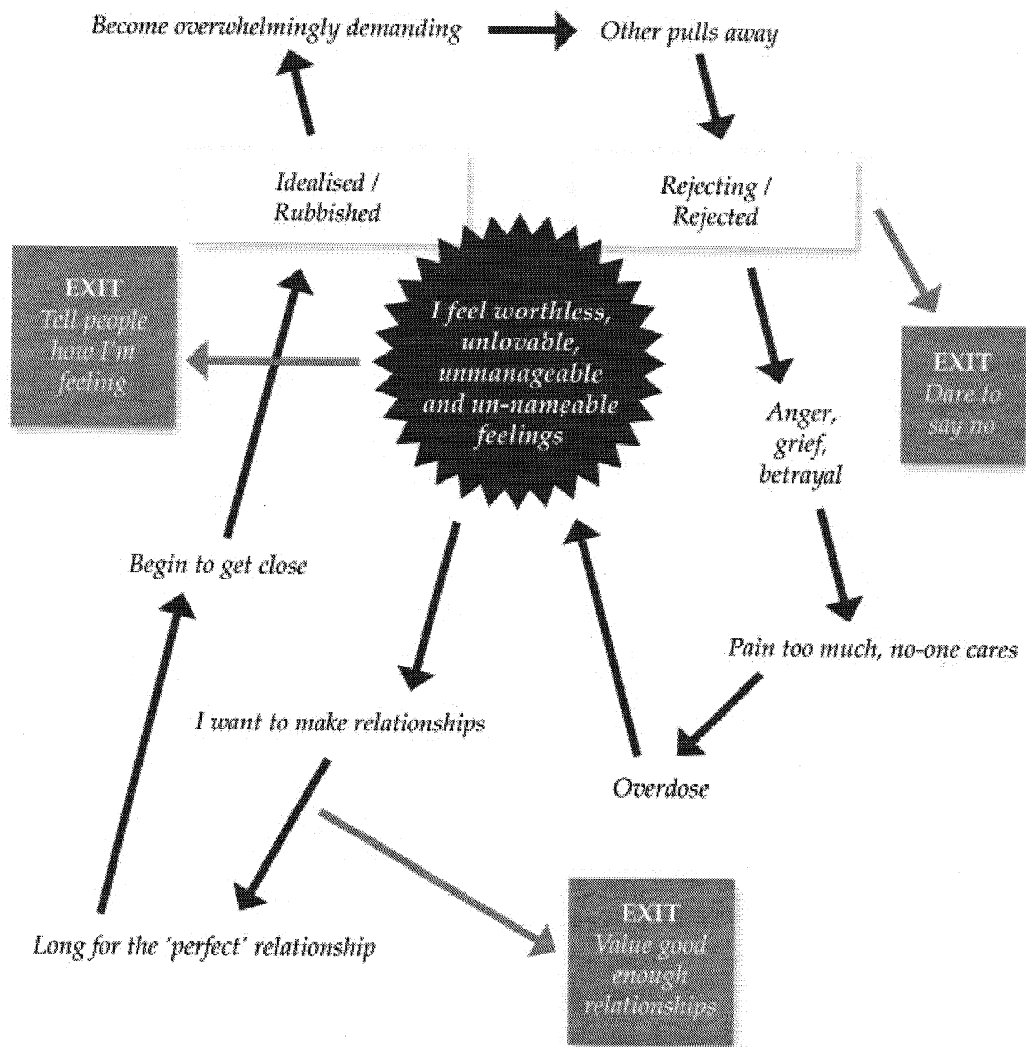 Become overwhelmingly demanding
Other pulls away
Idealised /
Rubbished
Rejecting /
Rejected
EXIT
Tell people
how I'm
feeling
I feel worthless,
unlovable,
unmanageable
and un-nameable
feelings
EXIT
Dare to
say no
Anger,
grief,
betrayal
Begin to get close
Pain too much, no-one cares
I want to make relationships
Overdose
Long for the 'perfect' relationship
EXIT
Value good
enough
relationships